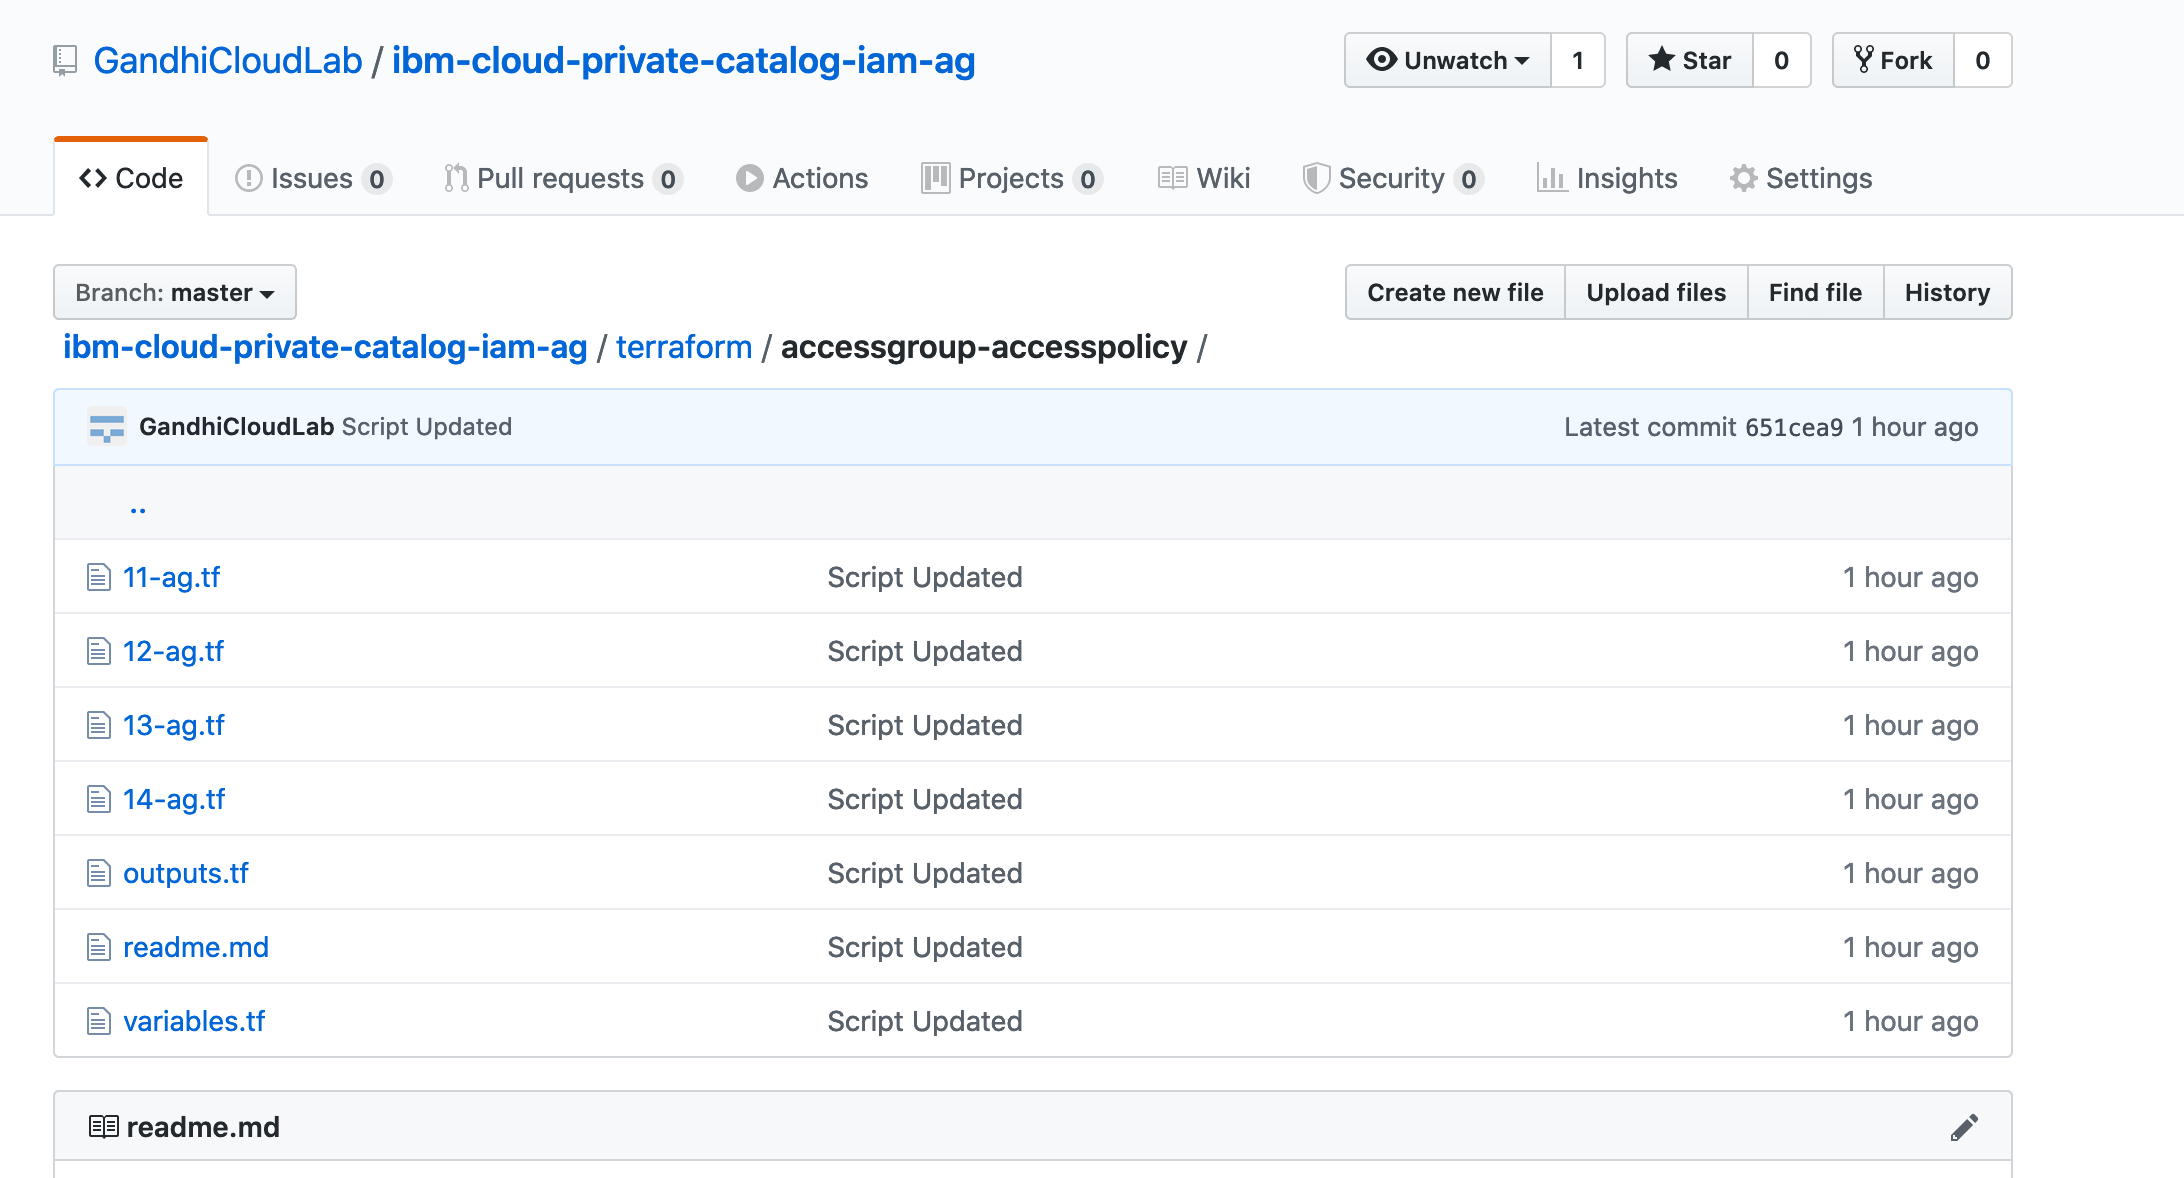 GandhiCloudLab / ibm-cloud-private-catalog-iam-ag
Unwatch 1 Star 0 Fork 0
Code Issues 0 Pull requests 0 Actions Projects 0 Wiki Security 0 Insights Settings
Branch: master Create new file Upload files Find file History
ibm-cloud-private-catalog-iam-ag / terraform / accessgroup-accesspolicy /
GandhiCloudLab Script Updated Latest commit 651cea9 1 hour ago
..
11-ag.tf Script Updated 1 hour ago
12-ag.tf Script Updated 1 hour ago
13-ag.tf Script Updated 1 hour ago
14-ag.tf Script Updated 1 hour ago
outputs.tf Script Updated 1 hour ago
readme.md Script Updated 1 hour ago
variables.tf Script Updated 1 hour ago
readme.md